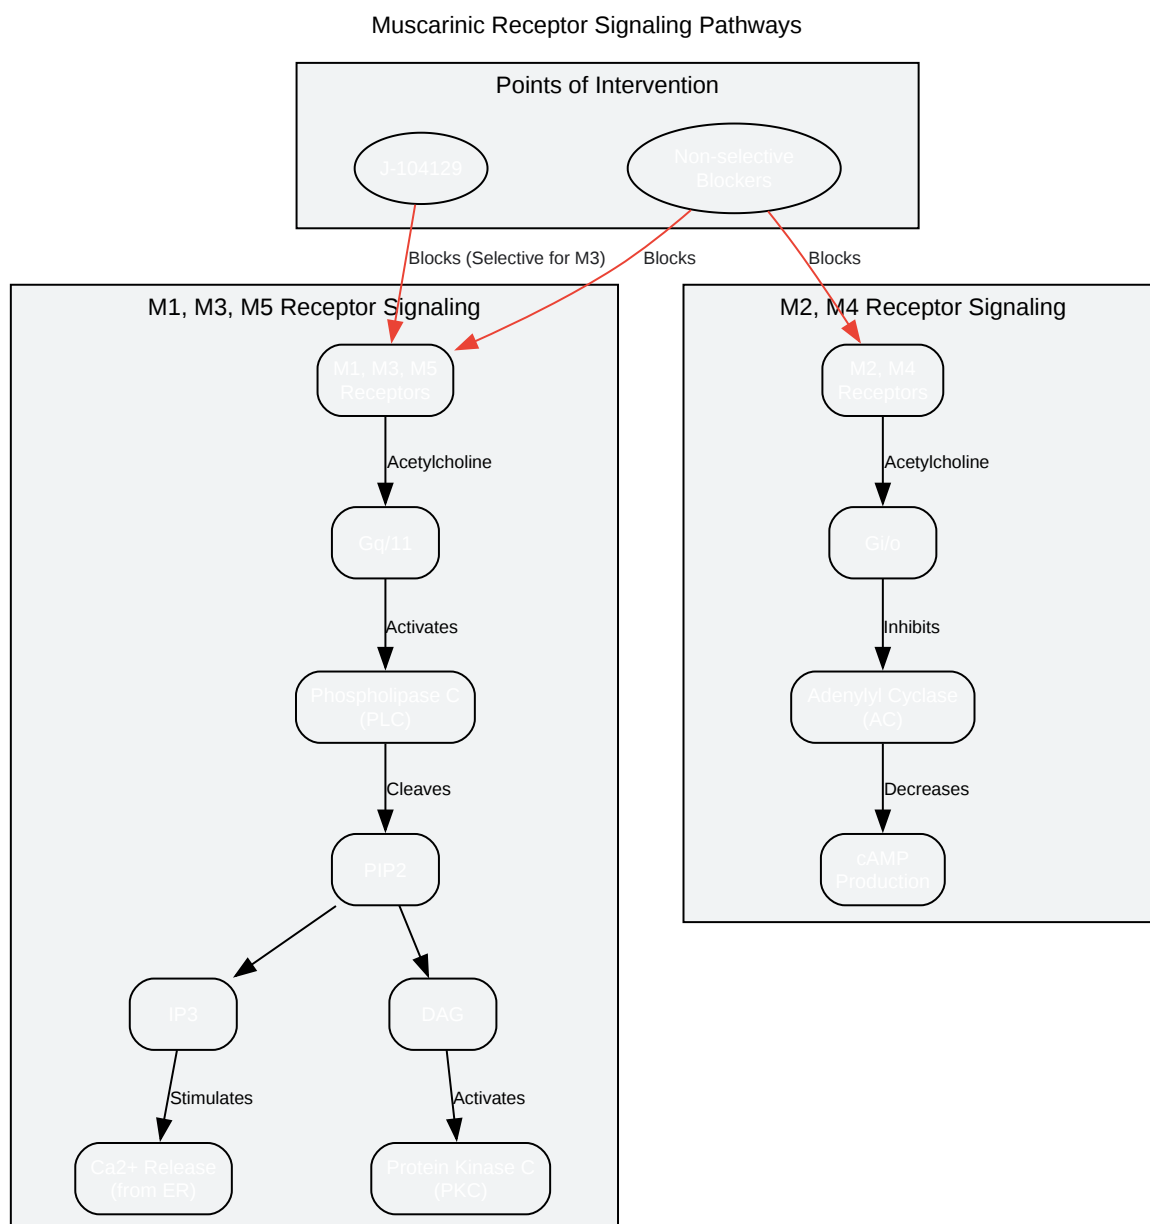 Muscarinic Receptor Signaling Pathways
Points of Intervention
J-104129
Non-selective
Blockers
Blocks (Selective for M3)
Blocks
Blocks
M1, M3, M5 Receptor Signaling
M2, M4 Receptor Signaling
M1, M3, M5
Receptors
M2, M4
Receptors
Acetylcholine
Acetylcholine
Gq/11
Gi/o
Activates
Inhibits
Phospholipase C
(PLC)
Adenylyl Cyclase
(AC)
Cleaves
Decreases
PIP2
cAMP
Production
IP3
DAG
Stimulates
Activates
Ca2+ Release
(from ER)
Protein Kinase C
(PKC)